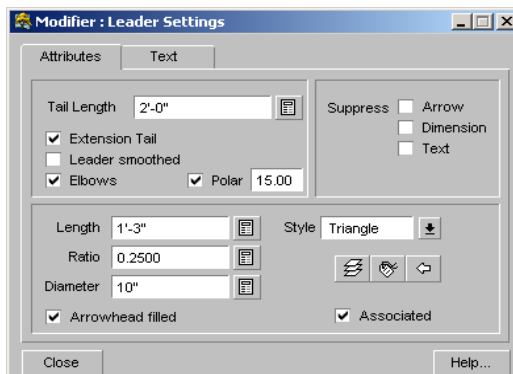 Modifier : Leader Settings
Attributes Text
Tail Length 2'-0"
Extension Tail
Leader smoothed
Elbows Polar 15.00
Suppress Arrow
Dimension
Text
Length 1'-3"
Ratio 0.2500
Diameter 10"
Arrowhead filled
Style Triangle
Associated
Close Help...